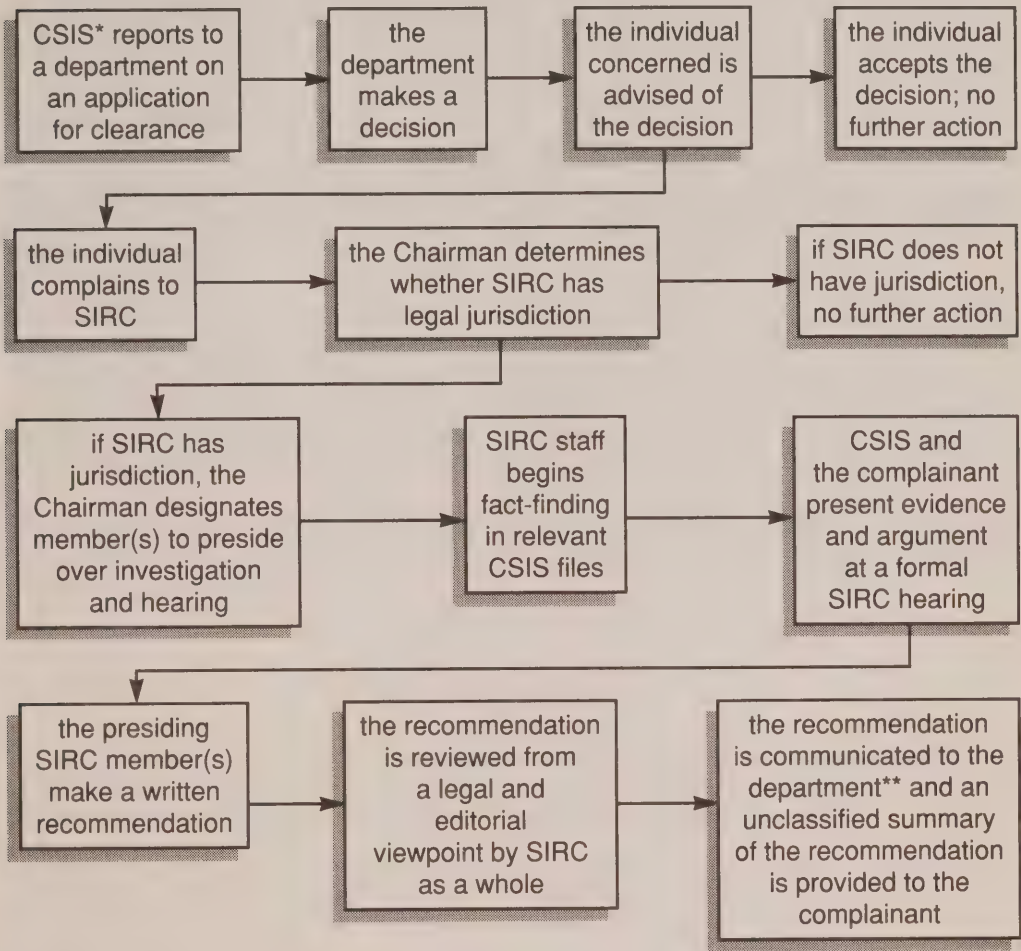 CSIS* reports to
a department on
an application
for clearance
the
department
makes a
decision
the individual
concerned is
advised of
the decision
the individual
accepts the
decision; no
further action
the individual
complains to
SIRC
the Chairman determines
whether SIRC has
legal jurisdiction
if SIRC does not
have jurisdiction,
no further action
if SIRC has
jurisdiction, the
Chairman designates
member(s) to preside
over investigation
and hearing
SIRC staff
begins
fact-finding
in relevant
CSIS files
CSIS and
the complainant
present evidence
and argument
at a formal
SIRC hearing
the presiding
SIRC member(s)
make a written
recommendation
the recommendation
is reviewed from
a legal and
editorial
viewpoint by SIRC
as a whole
the recommendation
is communicated to the
department** and an
unclassified summary
of the recommendation
is provided to the
complainant